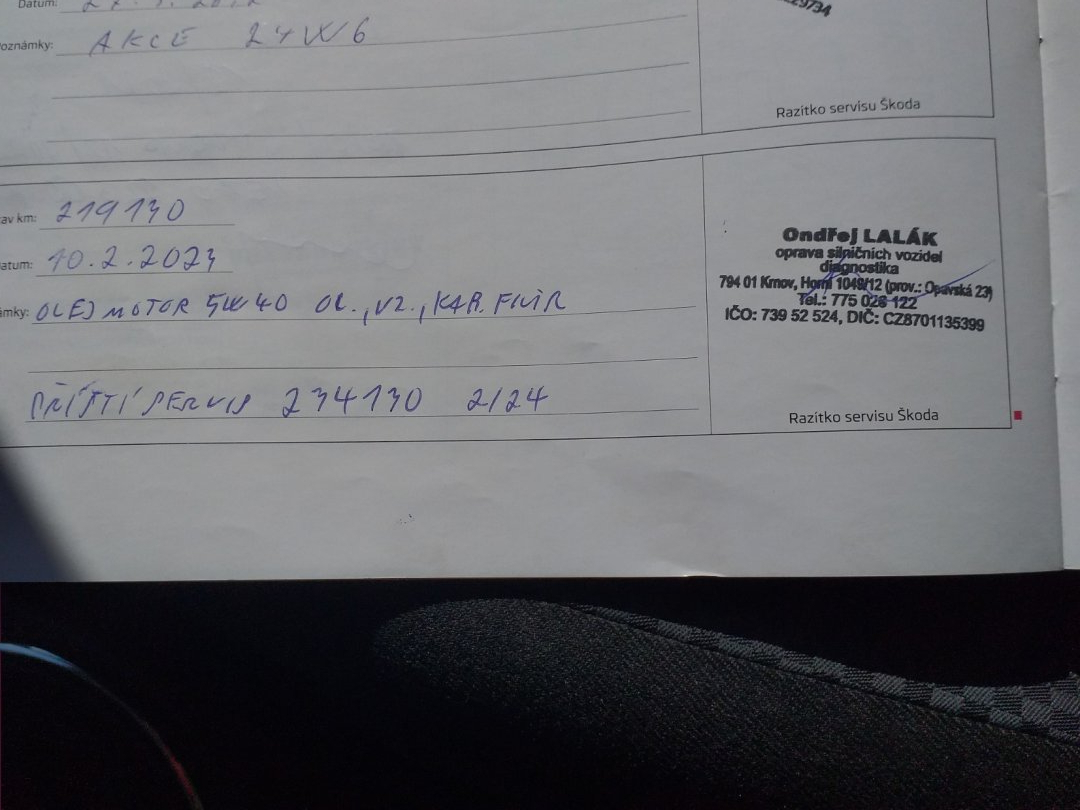 Datum:
oznámky: AKCE 24W6
29734
Razítko servisu Škoda
av km: 219130
atum: 10.2.2023
ámky: OLEJ MOTOR 5W40 OL., VZ., KAB. FILTR
PŘÍŠTÍ SERVIS 234130 2/24
Ondřej LALÁK
oprava silničních vozidel
diagnostika
794 01 Krnov, Horní 1049/12 (prov.: Opavská 23)
Tel.: 775 028 122
IČO: 739 52 524, DIČ: CZ8701135399
Razítko servisu Škoda